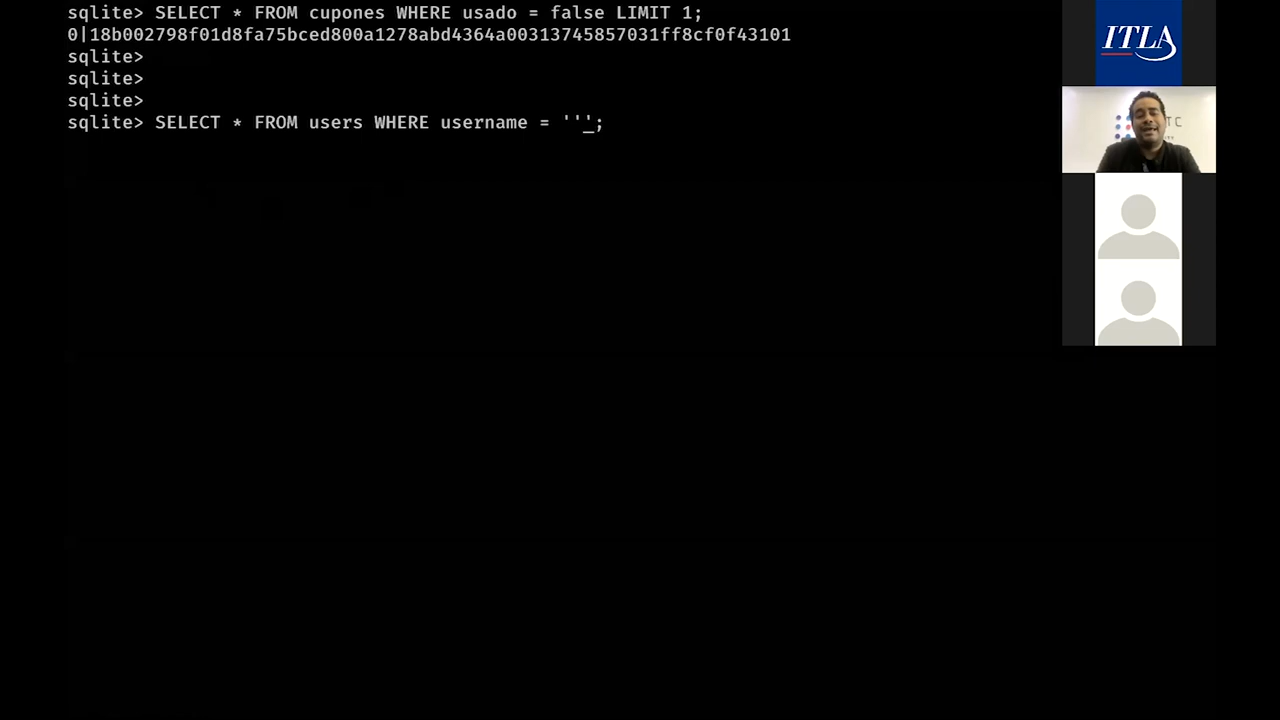 sqlite> SELECT * FROM cupones WHERE usado = false LIMIT 1;
0|18b002798f01d8fa75bced800a1278abd4364a00313745857031ff8cf0f43101
sqlite>
sqlite>
sqlite>
sqlite> SELECT * FROM users WHERE username = ''';
ITLA